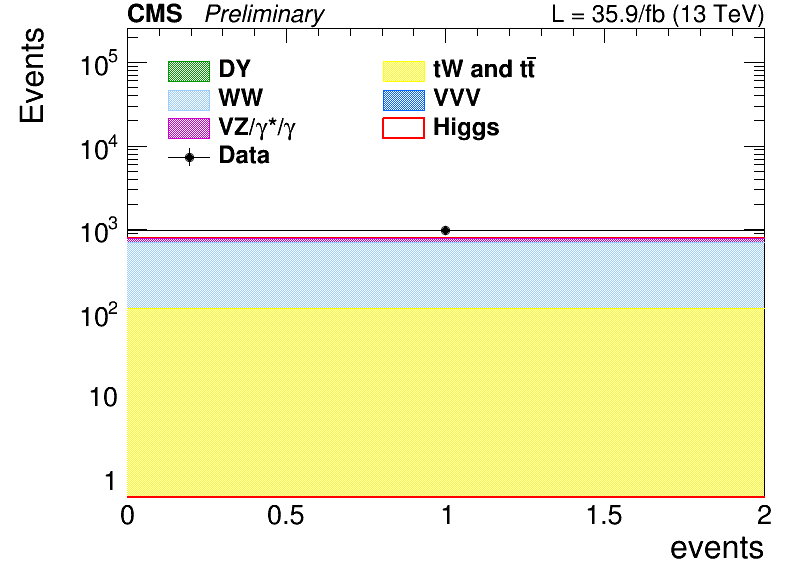 CMS Preliminary L = 35.9/fb (13 TeV)
Events
10⁵
10⁴
10³
10²
10
1
DY
tW and tt̄
WW
VVV
VZ/γ*/γ
Higgs
Data
0 0.5 1 1.5 2
events